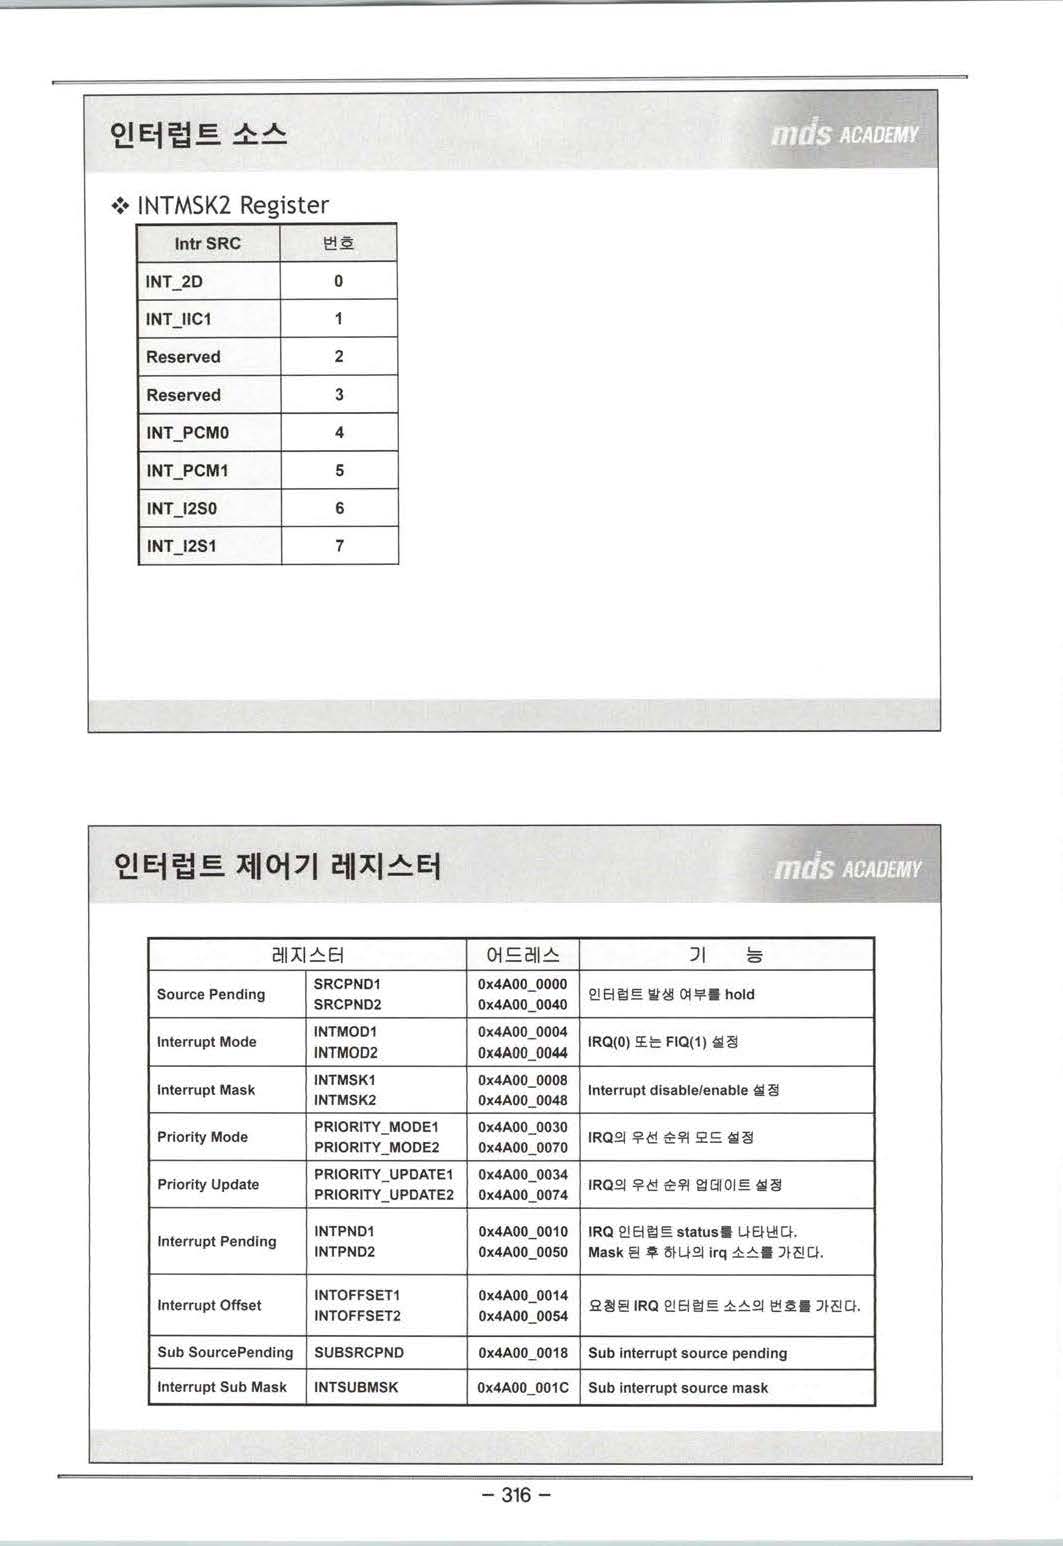 인터럽트 소스
mds ACADEMY
❖ INTMSK2 Register
Intr SRC 번호
INT_2D 0
INT_IIC1 1
Reserved 2
Reserved 3
INT_PCM0 4
INT_PCM1 5
INT_I2S0 6
INT_I2S1 7
인터럽트 제어기 레지스터
mds ACADEMY
레지스터 어드레스 기 능
Source Pending SRCPND1 0x4A00_0000 인터럽트 발생 여부를 hold
SRCPND2 0x4A00_0040
Interrupt Mode INTMOD1 0x4A00_0004 IRQ(0) 또는 FIQ(1) 설정
INTMOD2 0x4A00_0044
Interrupt Mask INTMSK1 0x4A00_0008 Interrupt disable/enable 설정
INTMSK2 0x4A00_0048
Priority Mode PRIORITY_MODE1 0x4A00_0030 IRQ의 우선 순위 모드 설정
PRIORITY_MODE2 0x4A00_0070
Priority Update PRIORITY_UPDATE1 0x4A00_0034 IRQ의 우선 순위 업데이트 설정
PRIORITY_UPDATE2 0x4A00_0074
Interrupt Pending INTPND1 0x4A00_0010 IRQ 인터럽트 status를 나타낸다.
INTPND2 0x4A00_0050 Mask 된 후 하나의 irq 소스를 가진다.
Interrupt Offset INTOFFSET1 0x4A00_0014 요청된 IRQ 인터럽트 소스의 번호를 가진다.
INTOFFSET2 0x4A00_0054
Sub SourcePending SUBSRCPND 0x4A00_0018 Sub interrupt source pending
Interrupt Sub Mask INTSUBMSK 0x4A00_001C Sub interrupt source mask
- 316 -